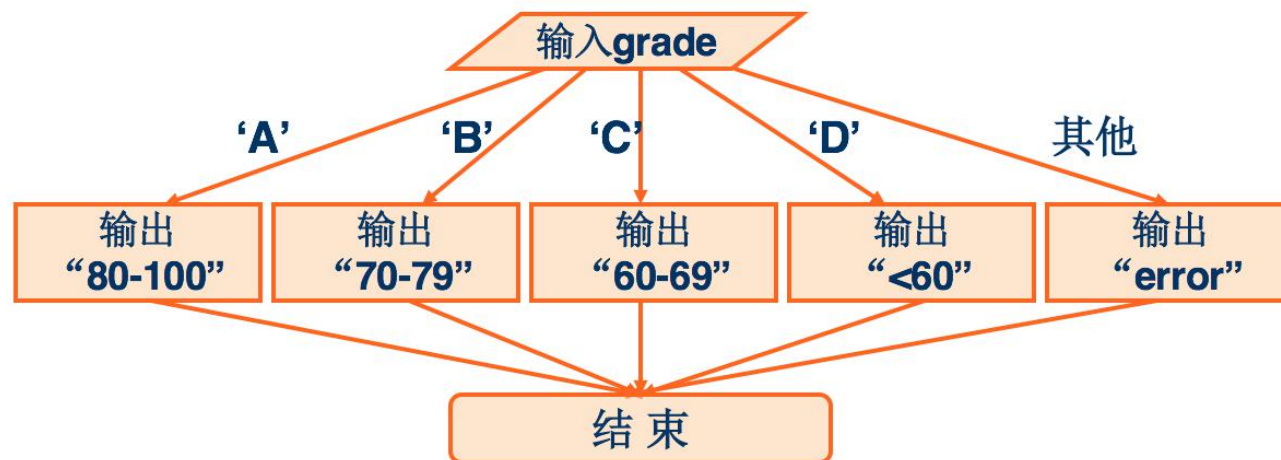 输入grade
‘A’
‘B’
‘C’
‘D’
其他
输出
“80-100”
输出
“70-79”
输出
“60-69”
输出
“<60”
输出
“error”
结 束